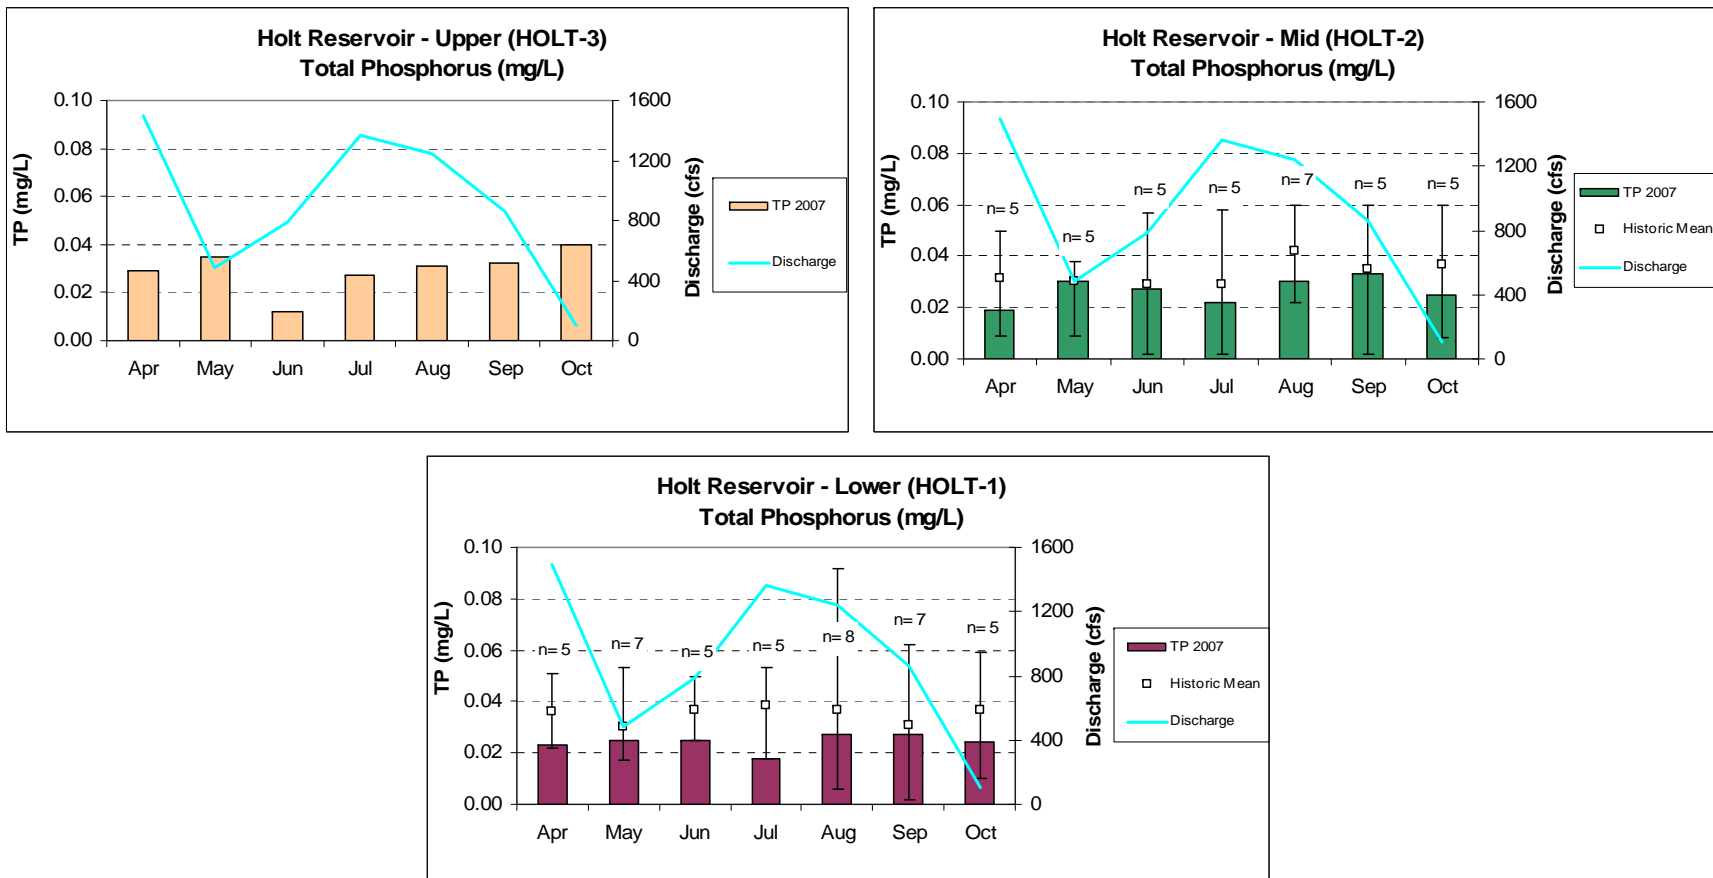 Holt Reservoir - Upper (HOLT-3)
Total Phosphorus (mg/L)
TP (mg/L)
0.10
0.08
0.06
0.04
0.02
0.00
1600
1200
800
400
0
Discharge (cfs)
Apr May Jun Jul Aug Sep Oct
TP 2007
Discharge
Holt Reservoir - Mid (HOLT-2)
Total Phosphorus (mg/L)
TP (mg/L)
0.10
0.08
0.06
0.04
0.02
0.00
n= 5
n= 5
n= 5
n= 5
n= 7
n= 5
n= 5
1600
1200
800
400
0
Discharge (cfs)
Apr May Jun Jul Aug Sep Oct
TP 2007
Historic Mean
Discharge
Holt Reservoir - Lower (HOLT-1)
Total Phosphorus (mg/L)
TP (mg/L)
0.10
0.08
0.06
0.04
0.02
0.00
n= 5
n= 7
n= 5
n= 5
n= 8
n= 7
n= 5
1600
1200
800
400
0
Discharge (cfs)
Apr May Jun Jul Aug Sep Oct
TP 2007
Historic Mean
Discharge